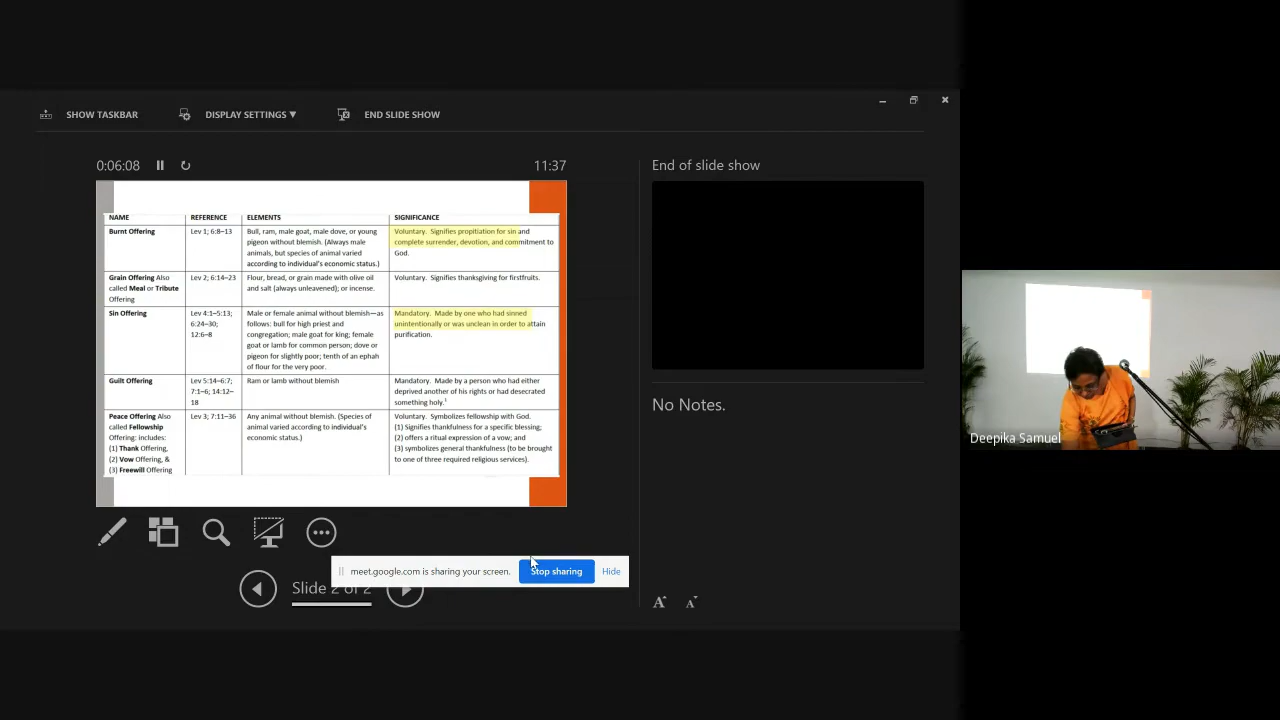 SHOW TASKBAR
DISPLAY SETTINGS ▼
END SLIDE SHOW
0:06:08
11:37
End of slide show
NAME REFERENCE ELEMENTS SIGNIFICANCE
Burnt Offering
Lev 1; 6:8–13
Bull, ram, male goat, male dove, or young
pigeon without blemish. (Always male
animals, but species of animal varied
according to individual's economic status.)
Voluntary. Signifies propitiation for sin and
complete surrender, devotion, and commitment to
God.
Grain Offering Also
called Meal or Tribute
Offering
Lev 2; 6:14–23
Flour, bread, or grain made with olive oil
and salt (always unleavened); or incense.
Voluntary. Signifies thanksgiving for firstfruits.
Sin Offering
Lev 4:1–5:13;
6:24–30;
12:6–8
Male or female animal without blemish—as
follows: bull for high priest and
congregation; male goat for king; female
goat or lamb for common person; dove or
pigeon for slightly poor; tenth of an ephah
of flour for the very poor.
Mandatory. Made by one who had sinned
unintentionally or was unclean in order to attain
purification.
Guilt Offering
Lev 5:14–6:7;
7:1–6; 14:12–
18
Ram or lamb without blemish
Mandatory. Made by a person who had either
deprived another of his rights or had desecrated
something holy.¹
Peace Offering Also
called Fellowship
Offering: includes:
(1) Thank Offering,
(2) Vow Offering, &
(3) Freewill Offering
Lev 3; 7:11–36
Any animal without blemish. (Species of
animal varied according to individual's
economic status.)
Voluntary. Symbolizes fellowship with God.
(1) Signifies thankfulness for a specific blessing;
(2) offers a ritual expression of a vow; and
(3) symbolizes general thankfulness (to be brought
to one of three required religious services).
No Notes.
Deepika Samuel
meet.google.com is sharing your screen.
Stop sharing
Hide
Slide 2 of 2
A A